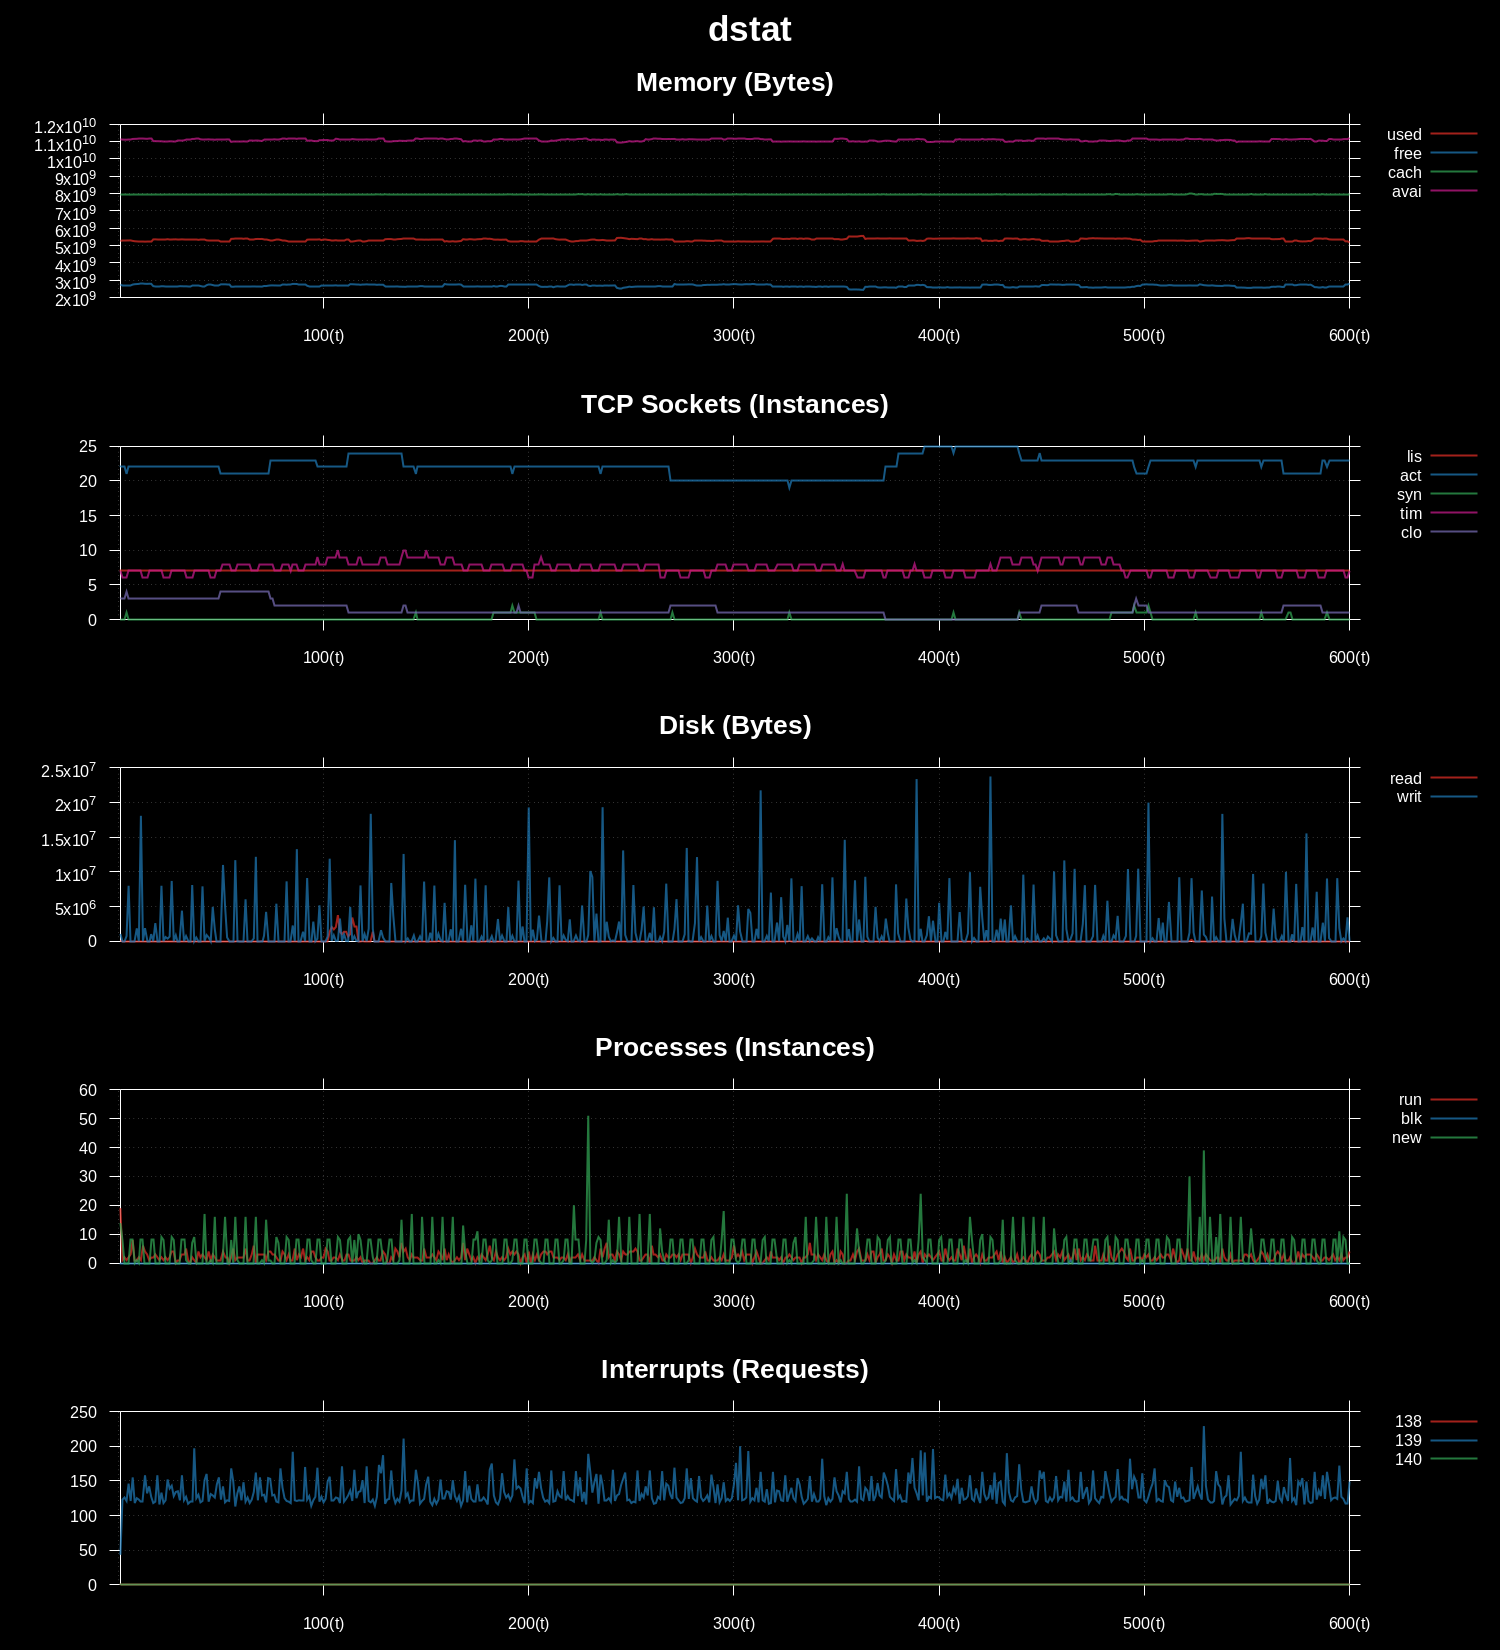 dstat
Memory (Bytes)
1.2x10^10
1.1x10^10
1x10^10
9x10^9
8x10^9
7x10^9
6x10^9
5x10^9
4x10^9
3x10^9
2x10^9
used
free
cach
avai
100(t) 200(t) 300(t) 400(t) 500(t) 600(t)
TCP Sockets (Instances)
25
20
15
10
5
0
lis
act
syn
tim
clo
100(t) 200(t) 300(t) 400(t) 500(t) 600(t)
Disk (Bytes)
2.5x10^7
2x10^7
1.5x10^7
1x10^7
5x10^6
0
read
writ
100(t) 200(t) 300(t) 400(t) 500(t) 600(t)
Processes (Instances)
60
50
40
30
20
10
0
run
blk
new
100(t) 200(t) 300(t) 400(t) 500(t) 600(t)
Interrupts (Requests)
250
200
150
100
50
0
138
139
140
100(t) 200(t) 300(t) 400(t) 500(t) 600(t)